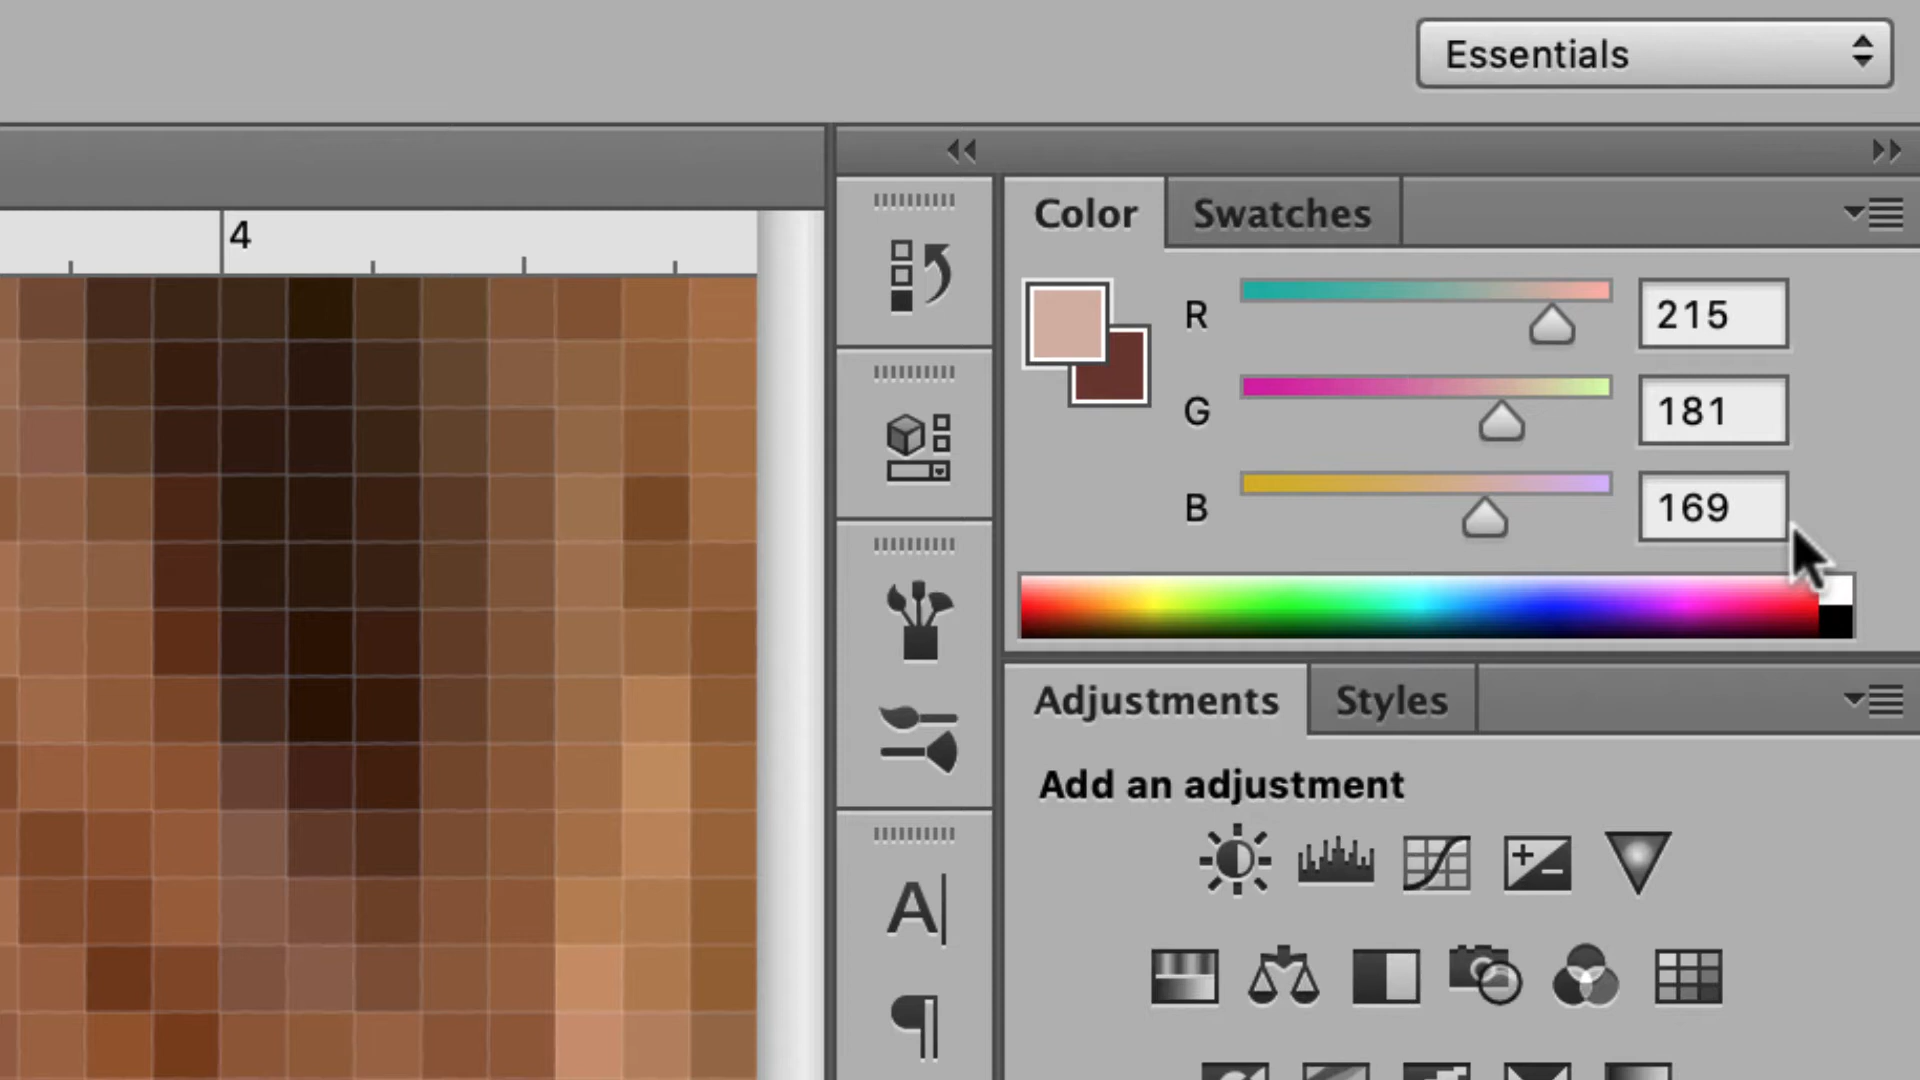 Essentials
4
Color Swatches
R 215
G 181
B 169
Adjustments Styles
Add an adjustment